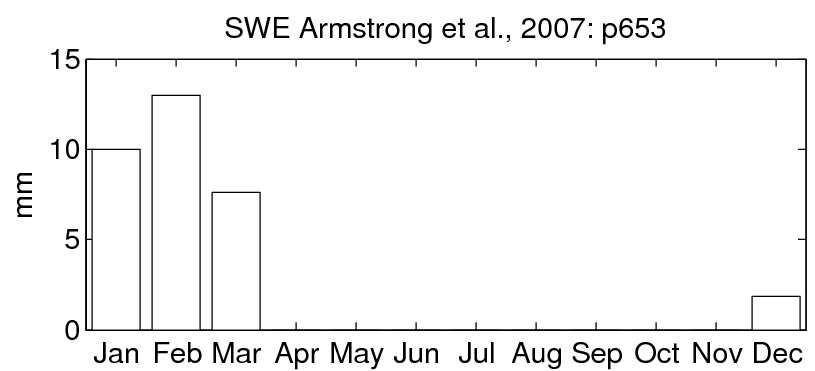 SWE Armstrong et al., 2007: p653
15
10
5
0
mm
Jan Feb Mar Apr May Jun Jul Aug Sep Oct Nov Dec